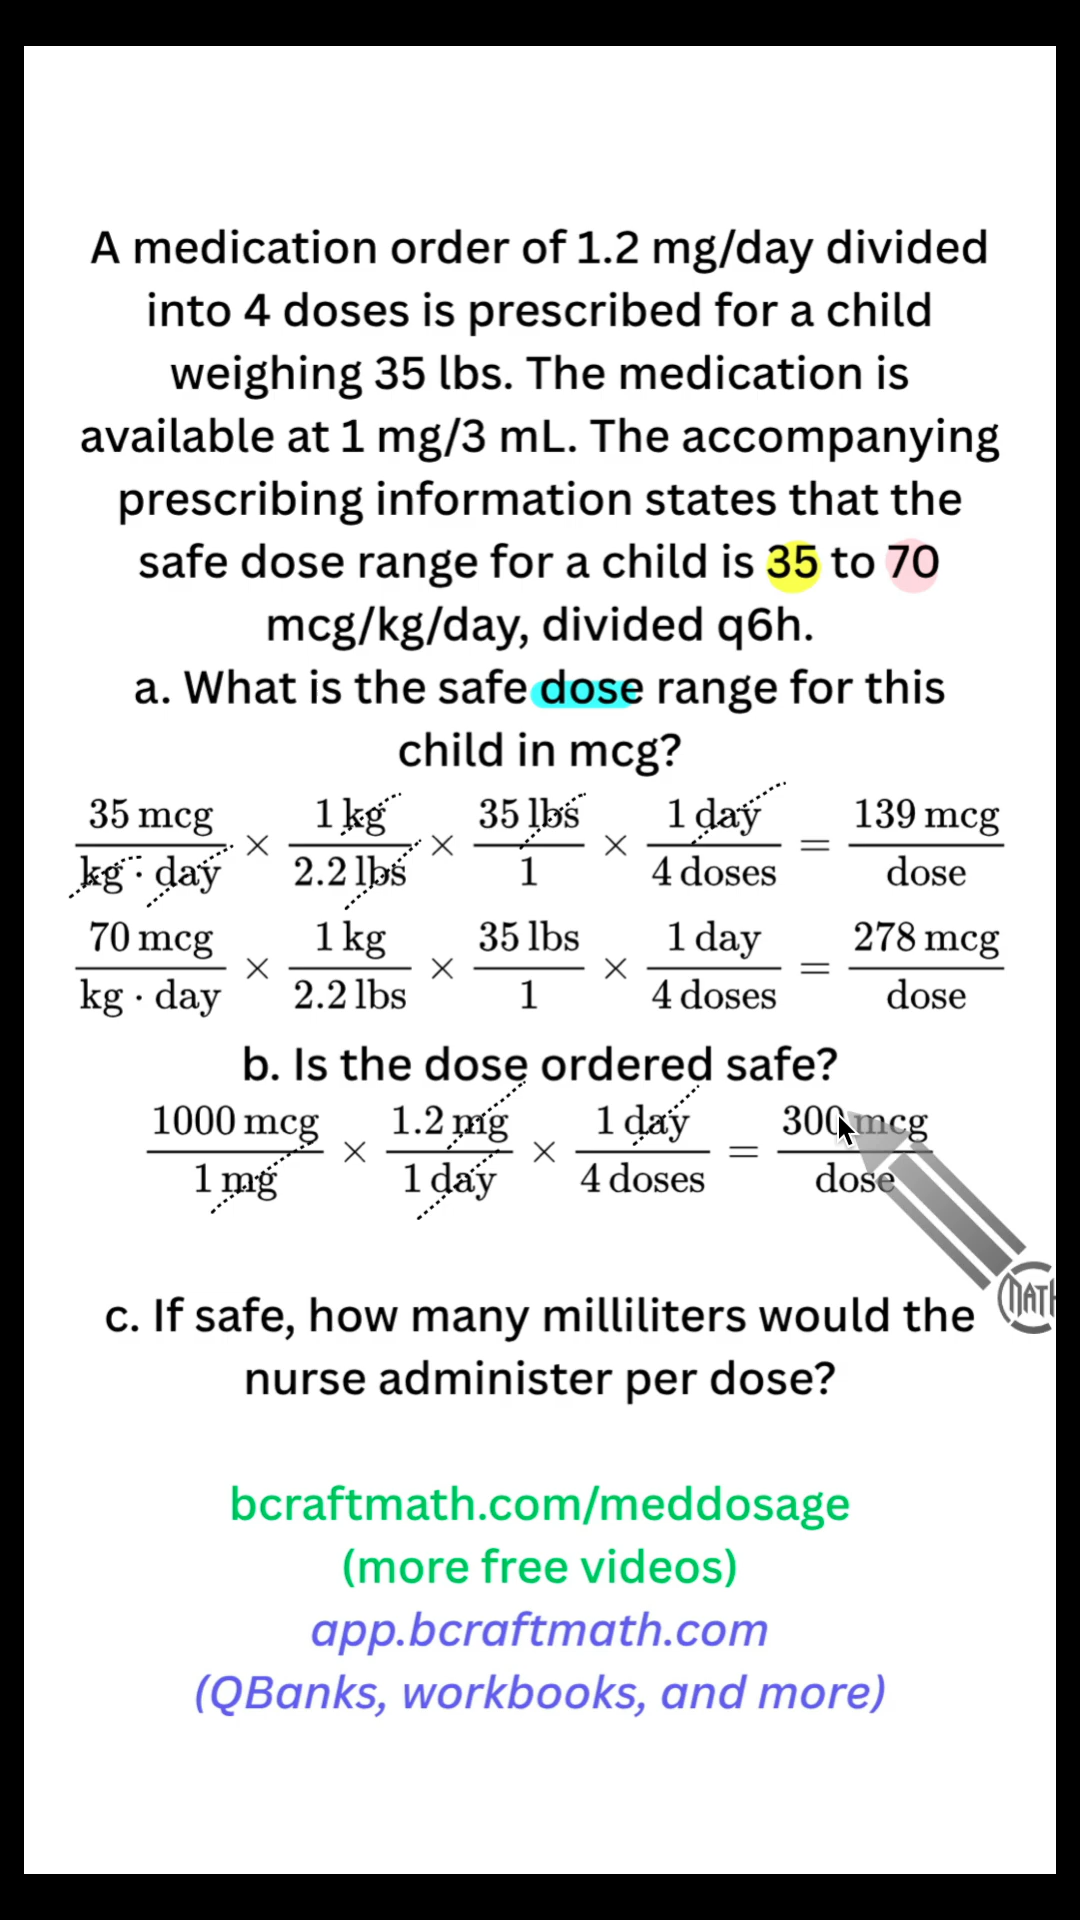 A medication order of 1.2 mg/day divided
into 4 doses is prescribed for a child
weighing 35 lbs. The medication is
available at 1 mg/3 mL. The accompanying
prescribing information states that the
safe dose range for a child is 35 to 70
mcg/kg/day, divided q6h.
a. What is the safe dose range for this
child in mcg?
35 mcg / kg · day × 1 kg / 2.2 lbs × 35 lbs / 1 × 1 day / 4 doses = 139 mcg / dose
70 mcg / kg · day × 1 kg / 2.2 lbs × 35 lbs / 1 × 1 day / 4 doses = 278 mcg / dose
b. Is the dose ordered safe?
1000 mcg / 1 mg × 1.2 mg / 1 day × 1 day / 4 doses = 300 mcg / dose
MATH
c. If safe, how many milliliters would the
nurse administer per dose?
bcraftmath.com/meddosage
(more free videos)
app.bcraftmath.com
(QBanks, workbooks, and more)